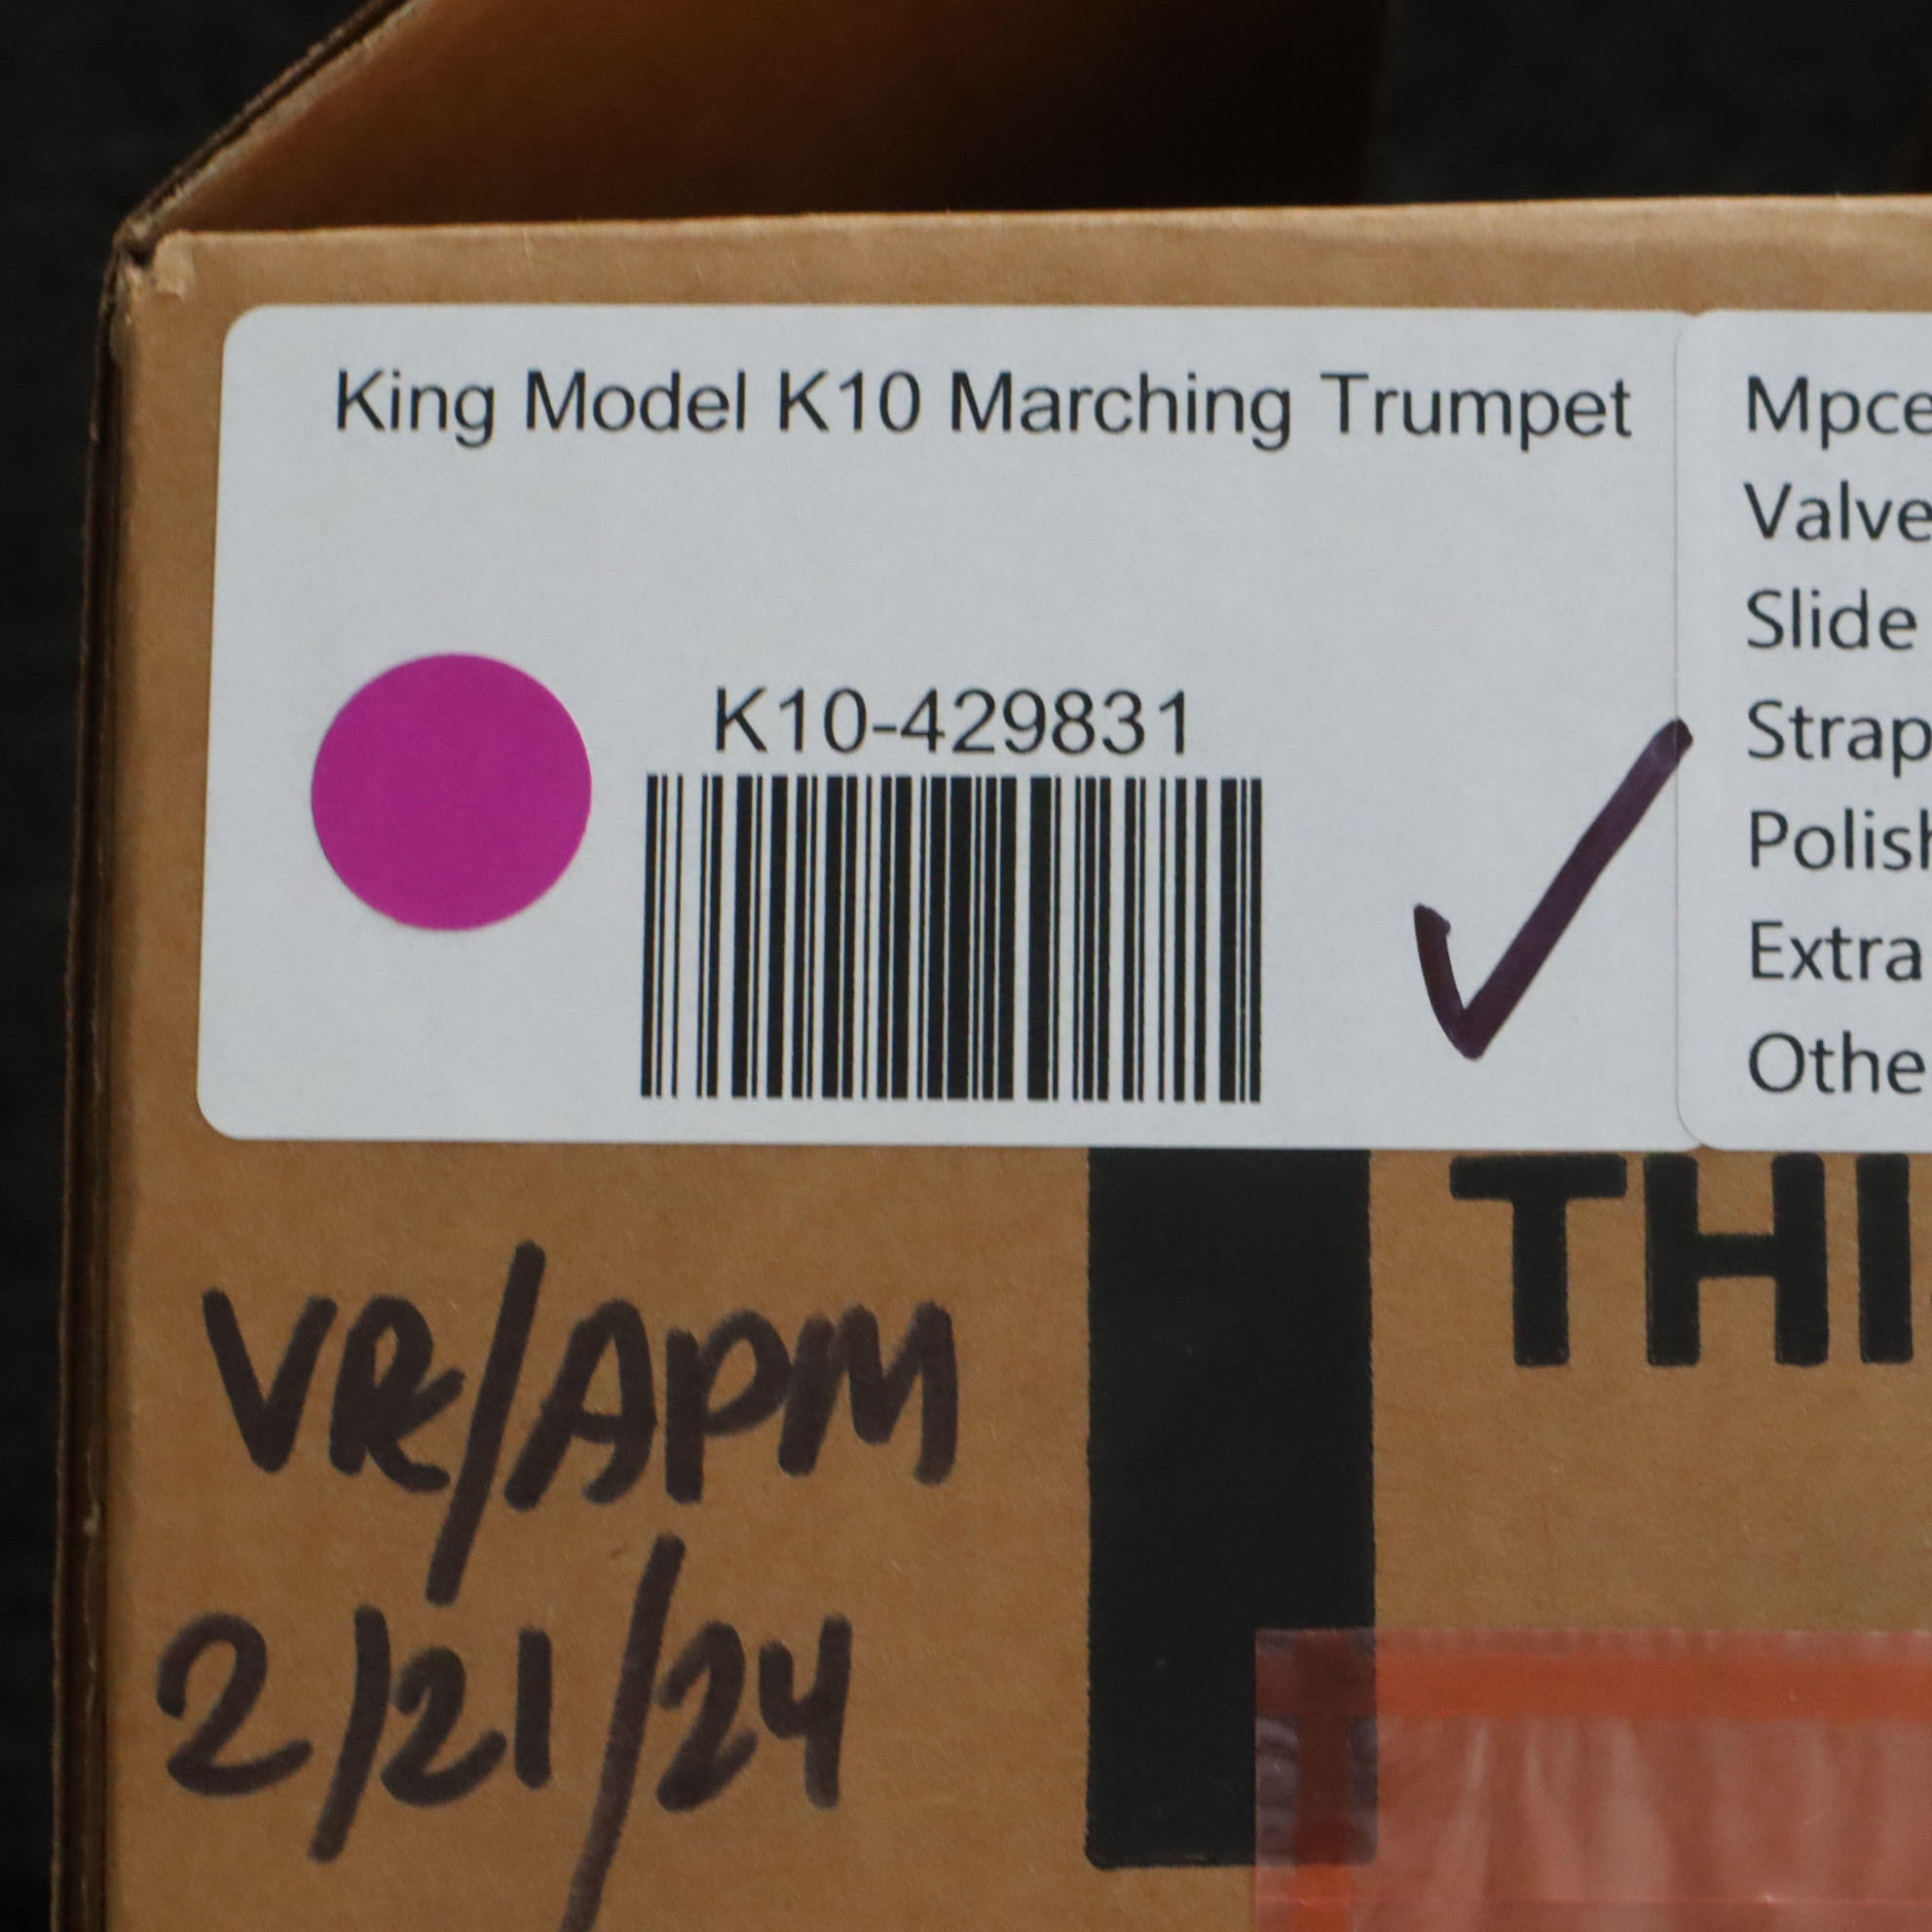 King Model K10 Marching Trumpet
K10-429831
Mpce
Valve
Slide
Strap
Polish
Extra
Othe
THI
VR/APM
2/21/24